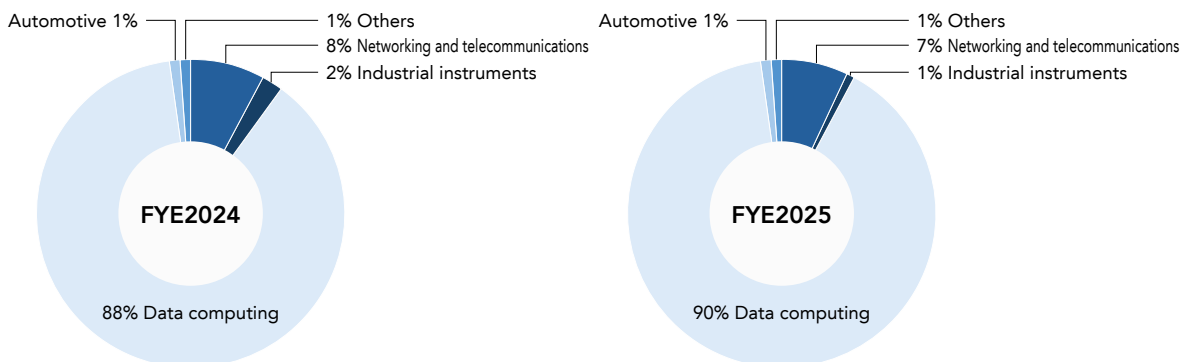 Automotive 1%
1% Others
8% Networking and telecommunications
2% Industrial instruments
FYE2024
88% Data computing
Automotive 1%
1% Others
7% Networking and telecommunications
1% Industrial instruments
FYE2025
90% Data computing